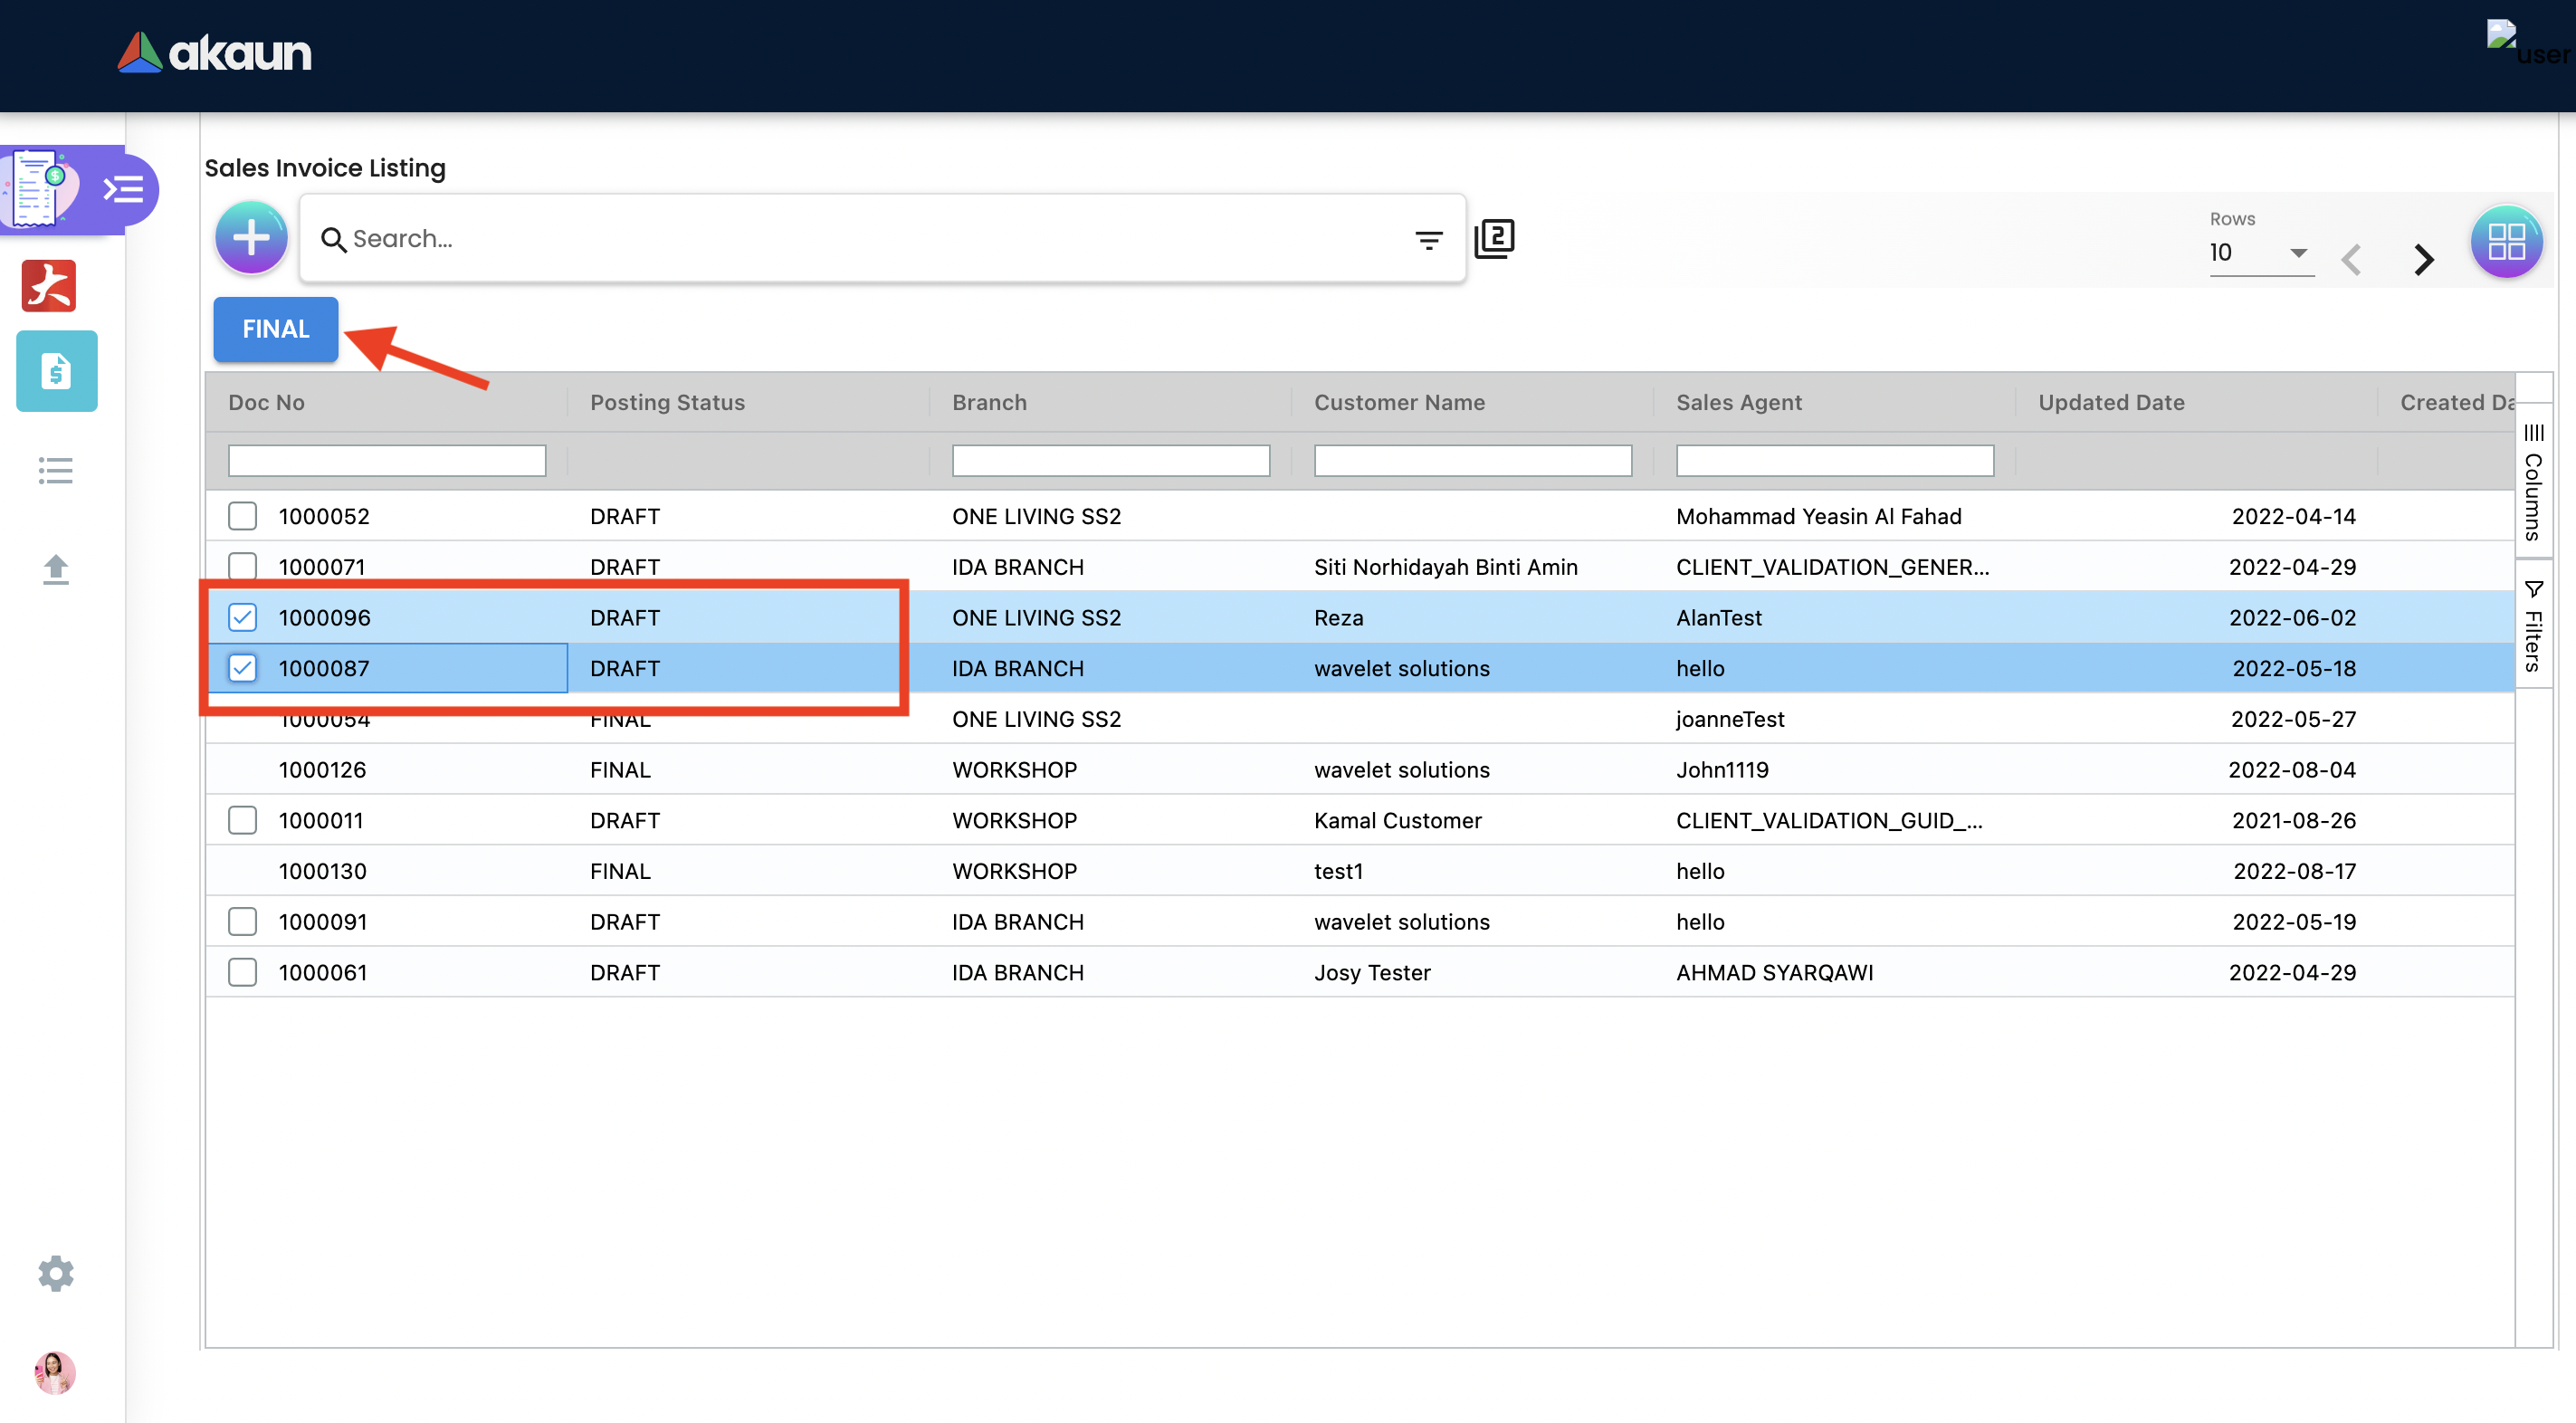 akaun
user
Sales Invoice Listing
Search...
2
Rows
10
FINAL
Doc No Posting Status Branch Customer Name Sales Agent Updated Date Created Da
1000052 DRAFT ONE LIVING SS2 Mohammad Yeasin Al Fahad 2022-04-14
1000071 DRAFT IDA BRANCH Siti Norhidayah Binti Amin CLIENT_VALIDATION_GENER... 2022-04-29
1000096 DRAFT ONE LIVING SS2 Reza AlanTest 2022-06-02
1000087 DRAFT IDA BRANCH wavelet solutions hello 2022-05-18
1000054 FINAL ONE LIVING SS2 joanneTest 2022-05-27
1000126 FINAL WORKSHOP wavelet solutions John1119 2022-08-04
1000011 DRAFT WORKSHOP Kamal Customer CLIENT_VALIDATION_GUID_... 2021-08-26
1000130 FINAL WORKSHOP test1 hello 2022-08-17
1000091 DRAFT IDA BRANCH wavelet solutions hello 2022-05-19
1000061 DRAFT IDA BRANCH Josy Tester AHMAD SYARQAWI 2022-04-29
Columns
Filters